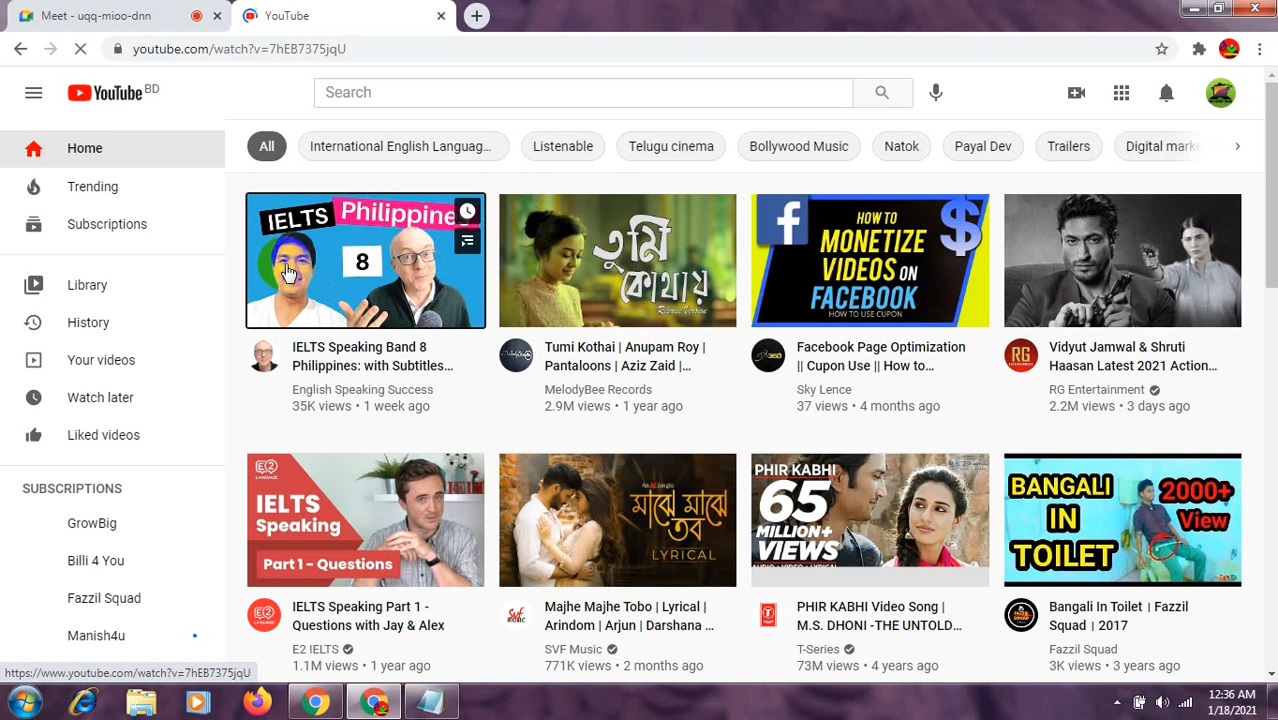 Meet - uqq-mioo-dnn
YouTube
youtube.com/watch?v=7hEB7375jqU
YouTube BD
Search
All
International English Languag...
Listenable
Telugu cinema
Bollywood Music
Natok
Payal Dev
Trailers
Digital marke
Home
Trending
Subscriptions
Library
History
Your videos
Watch later
Liked videos
SUBSCRIPTIONS
GrowBig
Billi 4 You
Fazzil Squad
Manish4u
IELTS Philippine
8
IELTS Speaking Band 8
Philippines: with Subtitles...
English Speaking Success
35K views • 1 week ago
তুমি
কোথায়
Reprise Version
Tumi Kothai | Anupam Roy |
Pantaloons | Aziz Zaid |...
MelodyBee Records
2.9M views • 1 year ago
HOW TO
MONETIZE
VIDEOS ON
FACEBOOK
HOW TO USE CUPON
Facebook Page Optimization
|| Cupon Use || How to...
Sky Lence
37 views • 4 months ago
RG
Vidyut Jamwal & Shruti
Haasan Latest 2021 Action...
RG Entertainment
2.2M views • 3 days ago
E2
LANGUAGE
IELTS
Speaking
Part 1 - Questions
IELTS Speaking Part 1 -
Questions with Jay & Alex
E2 IELTS
1.1M views • 1 year ago
মাঝে মাঝে
তব
LYRICAL
SVF
MUSIC
Majhe Majhe Tobo | Lyrical |
Arindom | Arjun | Darshana ...
SVF Music
771K views • 2 months ago
PHIR KABHI
65
MILLION+
VIEWS
PHIR KABHI Video Song |
M.S. DHONI -THE UNTOLD...
T-Series
73M views • 4 years ago
BANGALI
IN
TOILET
2000+
View
Bangali In Toilet । Fazzil
Squad । 2017
Fazzil Squad
3K views • 3 years ago
https://www.youtube.com/watch?v=7hEB7375jqU
12:36 AM
1/18/2021